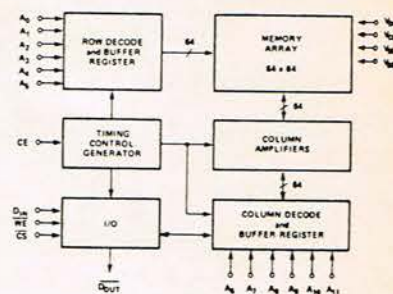 A0
A1
A2
A3
A4
A5
ROW DECODE
and BUFFER
REGISTER
64
MEMORY
ARRAY
64 x 64
64
CE
TIMING
CONTROL
GENERATOR
COLUMN
AMPLIFIERS
64
DIN
WE
CS
I/O
COLUMN DECODE
and
BUFFER REGISTER
DOUT
A6 A7 A8 A9 A10 A11